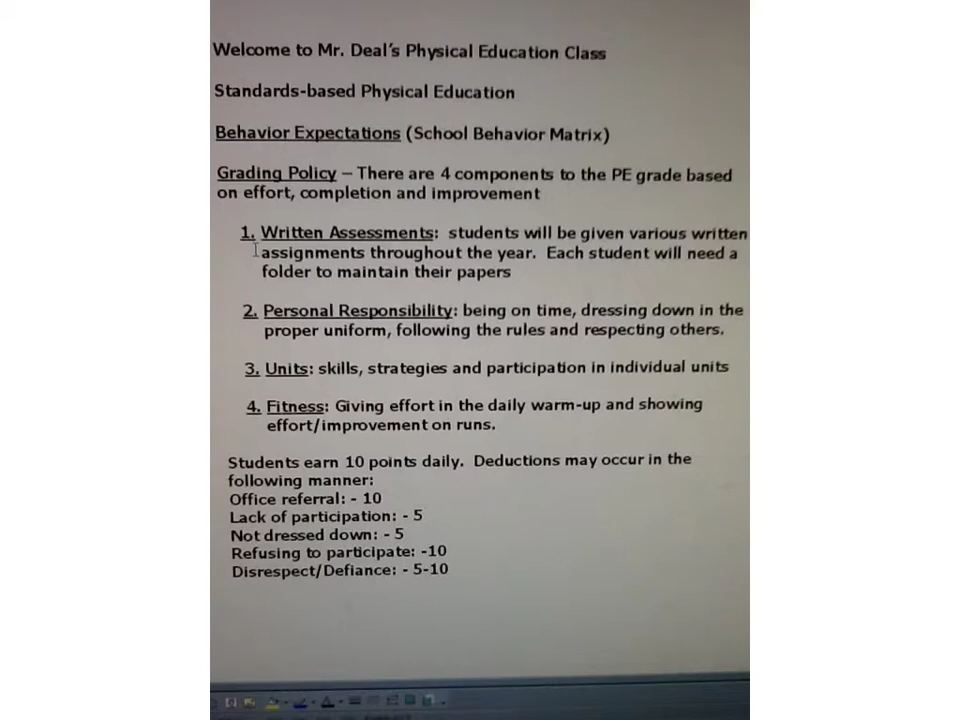 Welcome to Mr. Deal's Physical Education Class
Standards-based Physical Education
Behavior Expectations (School Behavior Matrix)
Grading Policy – There are 4 components to the PE grade based
on effort, completion and improvement
1. Written Assessments: students will be given various written
assignments throughout the year. Each student will need a
folder to maintain their papers
2. Personal Responsibility: being on time, dressing down in the
proper uniform, following the rules and respecting others.
3. Units: skills, strategies and participation in individual units
4. Fitness: Giving effort in the daily warm-up and showing
effort/improvement on runs.
Students earn 10 points daily. Deductions may occur in the
following manner:
Office referral: - 10
Lack of participation: - 5
Not dressed down: - 5
Refusing to participate: -10
Disrespect/Defiance: - 5-10